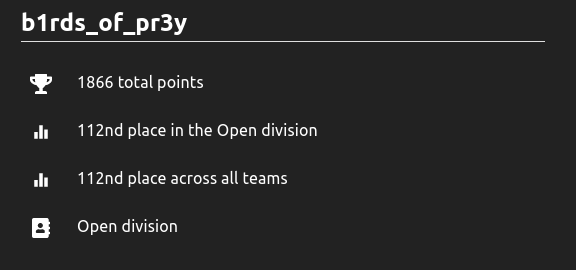 b1rds_of_pr3y
1866 total points
112nd place in the Open division
112nd place across all teams
Open division